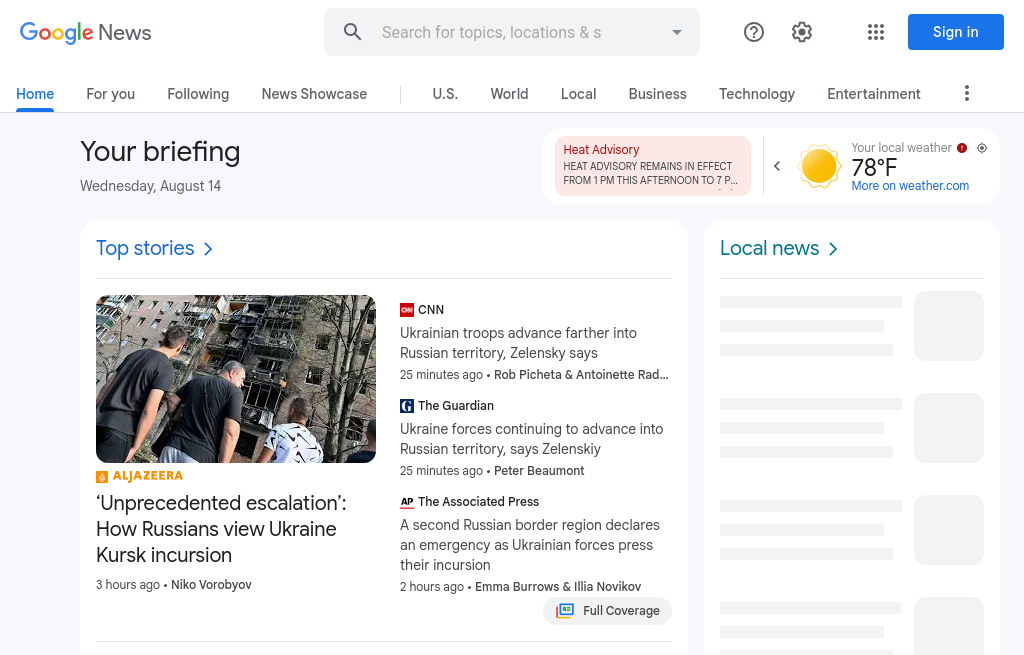 Google News
Search for topics, locations & s
Sign in
Home
For you
Following
News Showcase
U.S.
World
Local
Business
Technology
Entertainment
Your briefing
Wednesday, August 14
Heat Advisory
HEAT ADVISORY REMAINS IN EFFECT
FROM 1 PM THIS AFTERNOON TO 7 P…
Your local weather
78°F
More on weather.com
Top stories
ALJAZEERA
‘Unprecedented escalation’:
How Russians view Ukraine
Kursk incursion
3 hours ago • Niko Vorobyov
CNN
Ukrainian troops advance farther into
Russian territory, Zelensky says
25 minutes ago • Rob Picheta & Antoinette Rad…
The Guardian
Ukraine forces continuing to advance into
Russian territory, says Zelenskiy
25 minutes ago • Peter Beaumont
AP The Associated Press
A second Russian border region declares
an emergency as Ukrainian forces press
their incursion
2 hours ago • Emma Burrows & Illia Novikov
Full Coverage
Local news